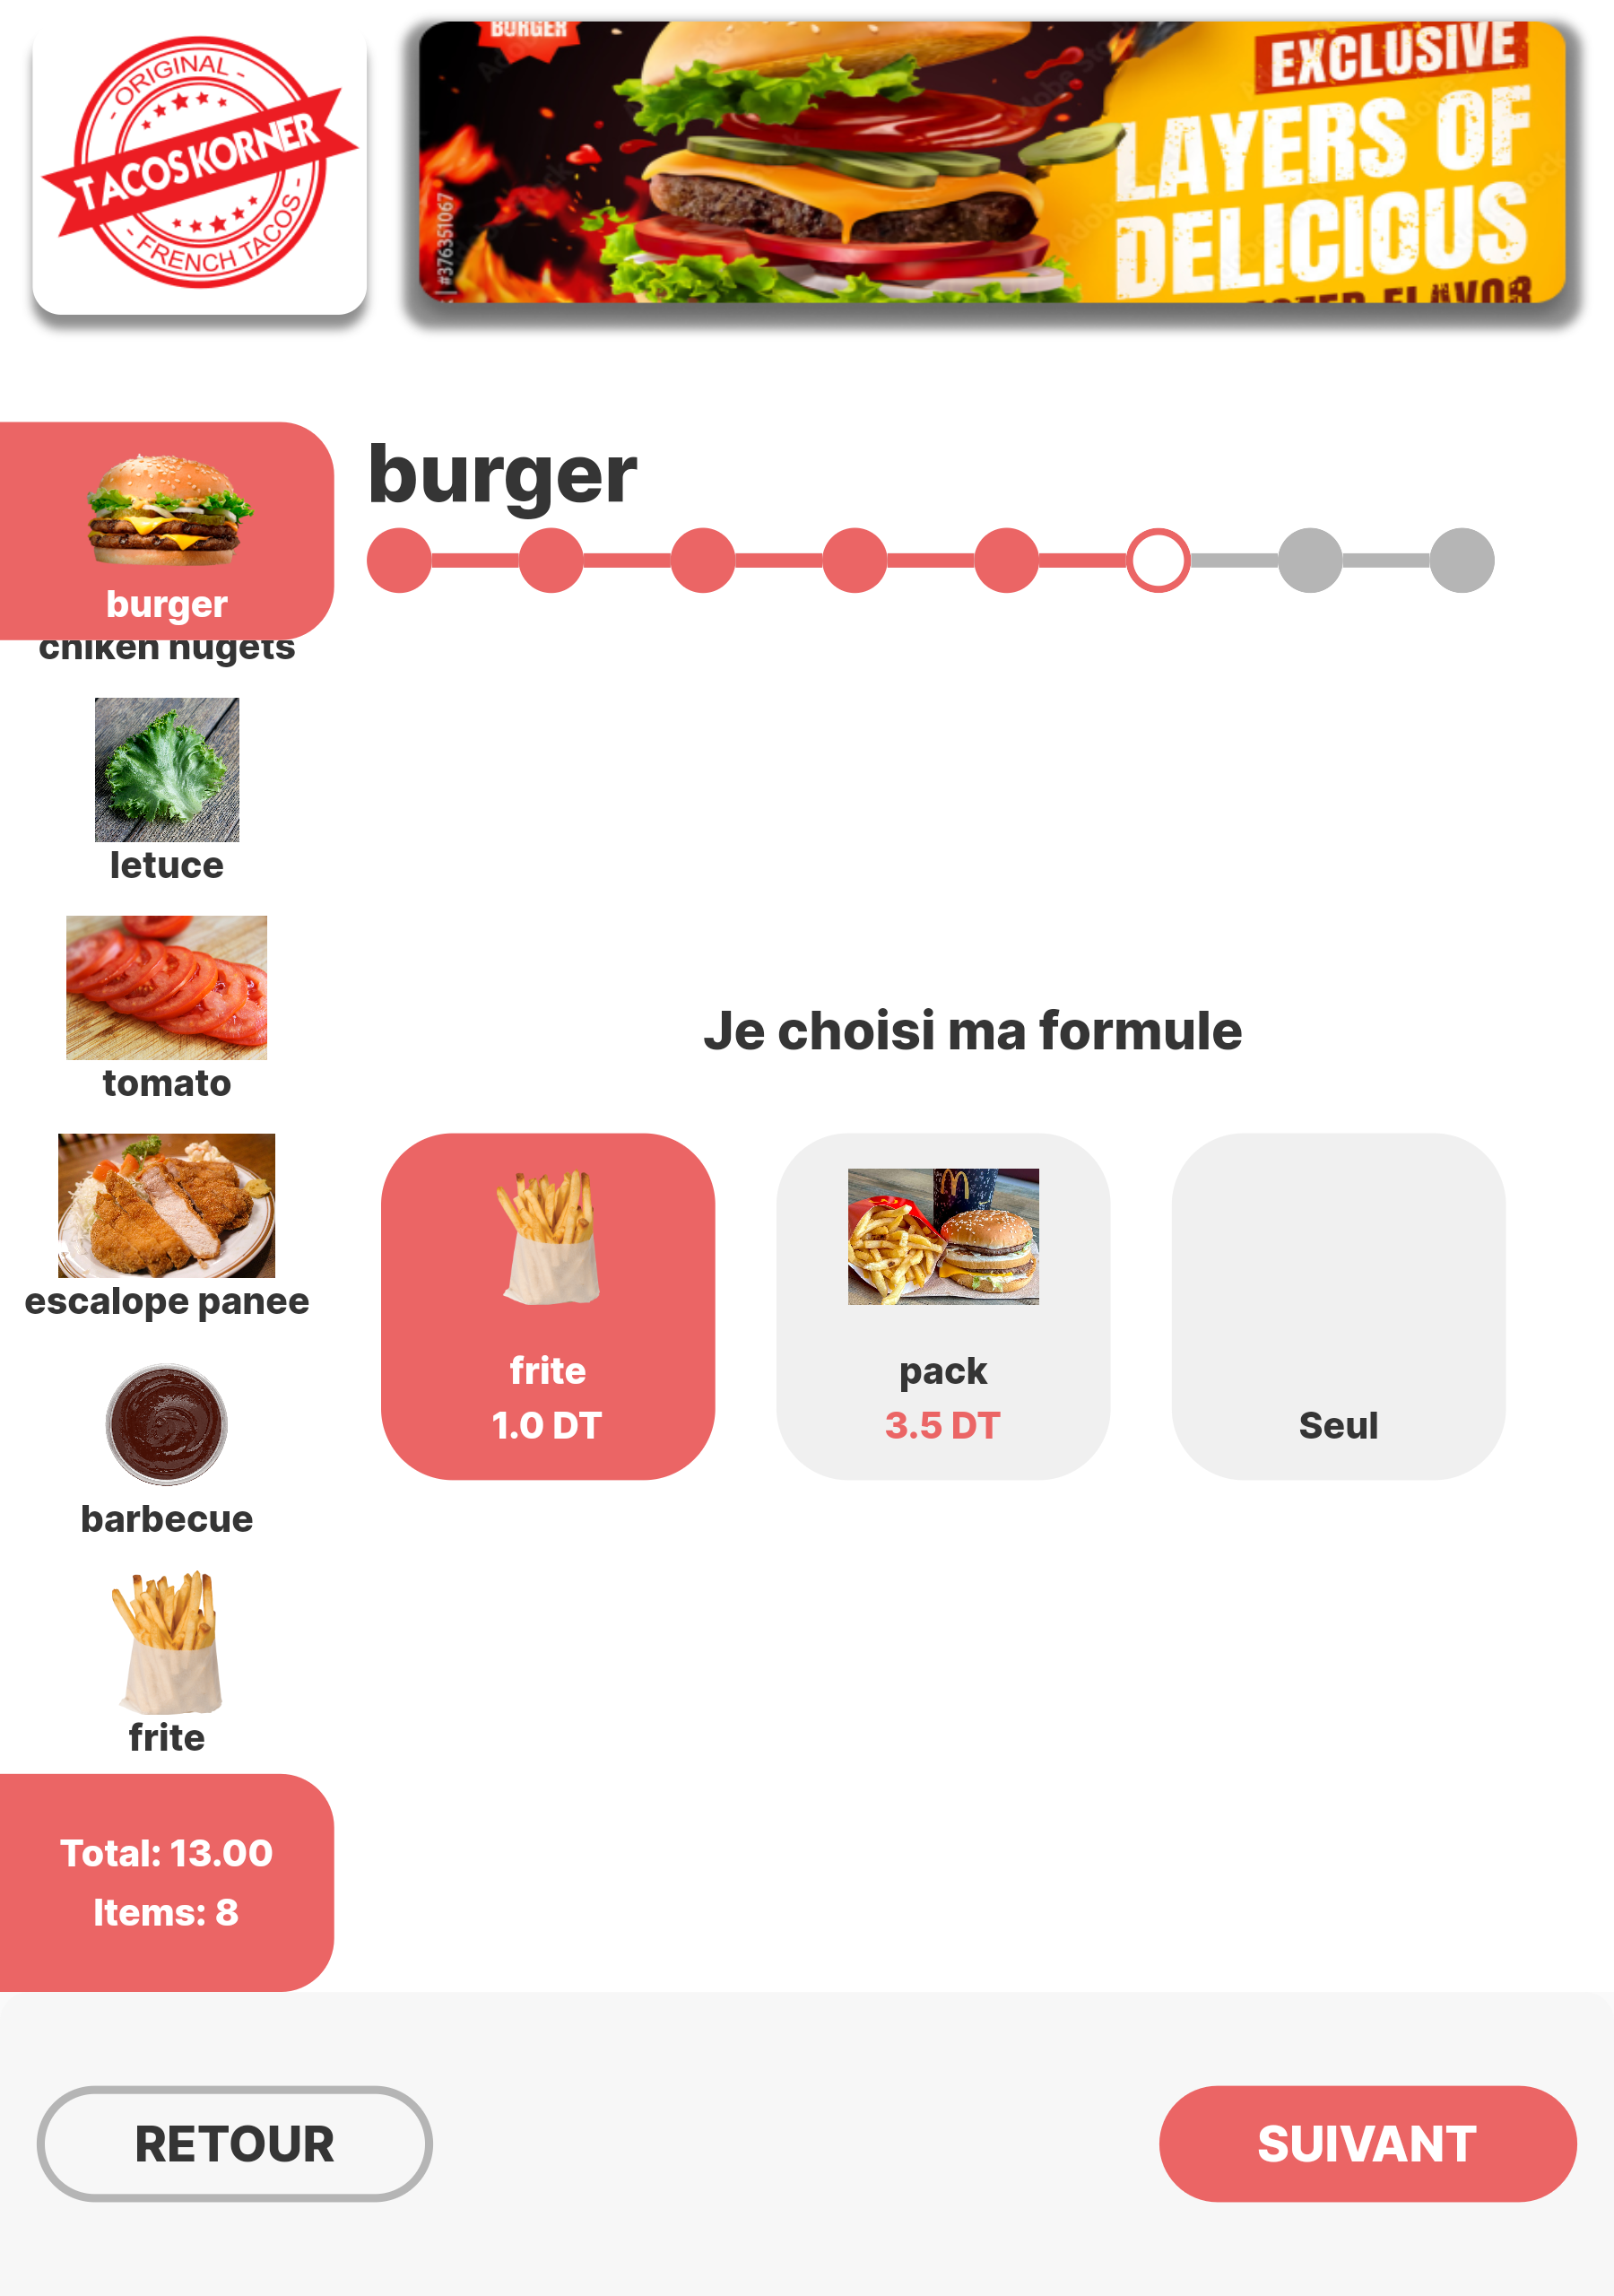 - ORIGINAL -
TACOS KORNER
- FRENCH TACOS -
BURGER
EXCLUSIVE
LAYERS OF
DELICIOUS
FLAVOR
#376351067
burger
burger
chiken nugets
letuce
tomato
escalope panee
barbecue
frite
Total: 13.00
Items: 8
Je choisi ma formule
frite
1.0 DT
pack
3.5 DT
Seul
RETOUR
SUIVANT